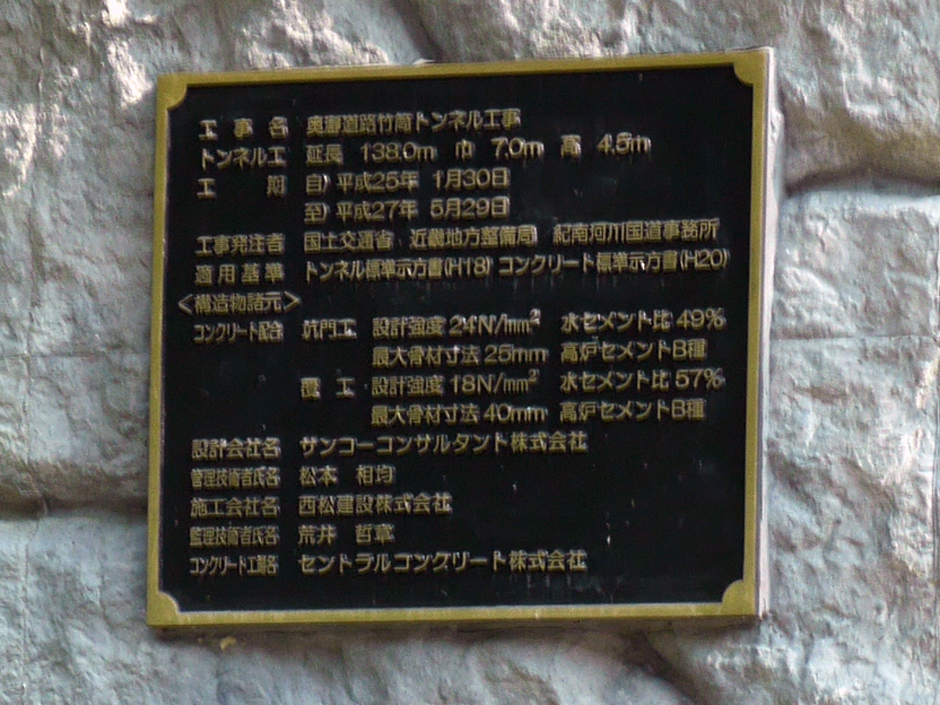 工事名 奥瀞道路竹筒トンネル工事
トンネル工 延長 138.0m 巾 7.0m 高 4.5m
工期 自)平成25年 1月30日
至)平成27年 5月29日
工事発注者 国土交通省 近畿地方整備局 紀南河川国道事務所
適用基準 トンネル標準示方書(H18) コンクリート標準示方書(H20)
<構造物諸元>
コンクリート配合 坑門工 設計強度 24N/mm² 水セメント比 49%
最大骨材寸法 25mm 高炉セメントB種
覆工 設計強度 18N/mm² 水セメント比 57%
最大骨材寸法 40mm 高炉セメントB種
設計会社名 サンコーコンサルタント株式会社
管理技術者氏名 松本 相均
施工会社名 西松建設株式会社
監理技術者氏名 荒井 哲章
コンクリート工場名 セントラルコンクリート株式会社